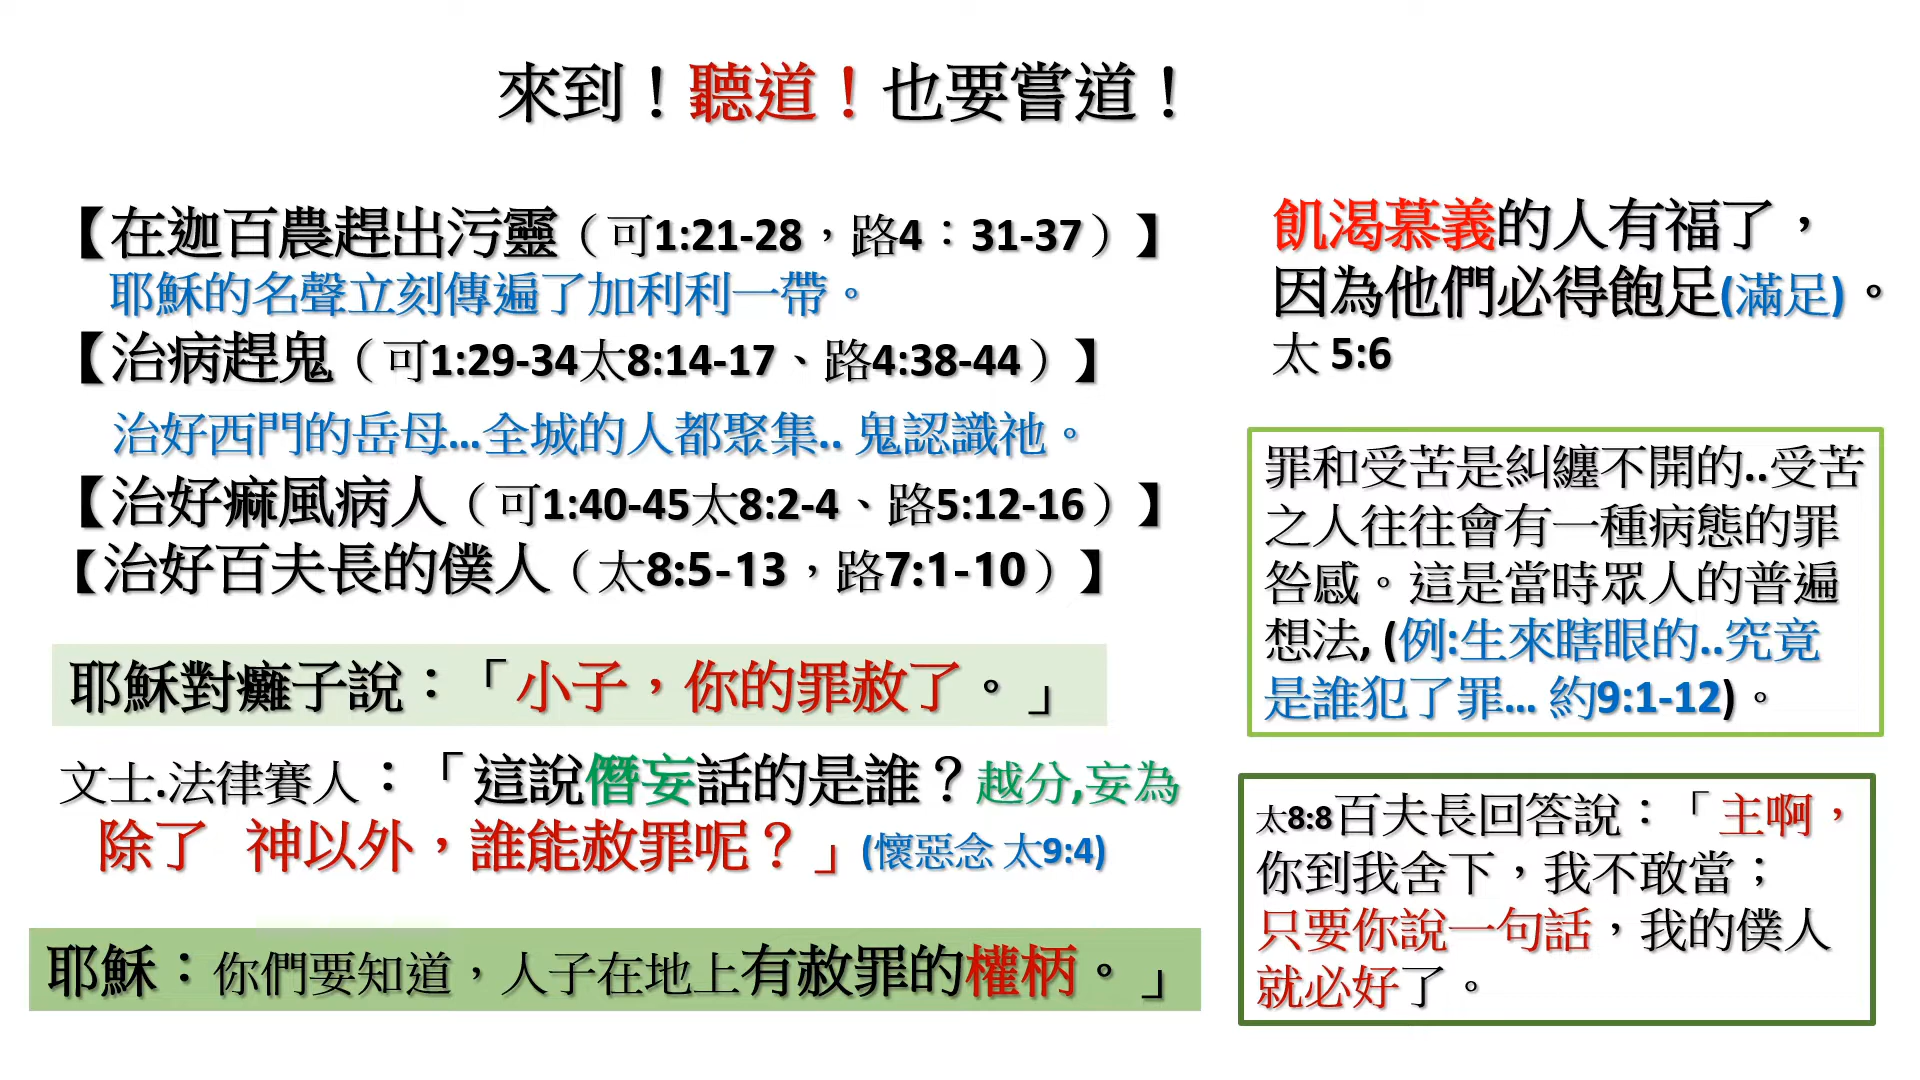 來到！聽道！也要嘗道！
【在迦百農趕出污靈（可1:21-28，路4：31-37）】
耶穌的名聲立刻傳遍了加利利一帶。
【治病趕鬼（可1:29-34太8:14-17、路4:38-44）】
治好西門的岳母...全城的人都聚集.. 鬼認識祂。
【治好痲風病人（可1:40-45太8:2-4、路5:12-16）】
【治好百夫長的僕人（太8:5-13，路7:1-10）】
耶穌對癱子說：「小子，你的罪赦了。」
文士.法律賽人：「這說僭妄話的是誰？越分,妄為
除了 神以外，誰能赦罪呢？」(懷惡念 太9:4)
耶穌：你們要知道，人子在地上有赦罪的權柄。」
飢渴慕義的人有福了，
因為他們必得飽足(滿足)。
太 5:6
罪和受苦是糾纏不開的..受苦
之人往往會有一種病態的罪
咎感。這是當時眾人的普遍
想法, (例:生來瞎眼的..究竟
是誰犯了罪... 約9:1-12)。
太8:8百夫長回答說：「主啊，
你到我舍下，我不敢當；
只要你說一句話，我的僕人
就必好了。